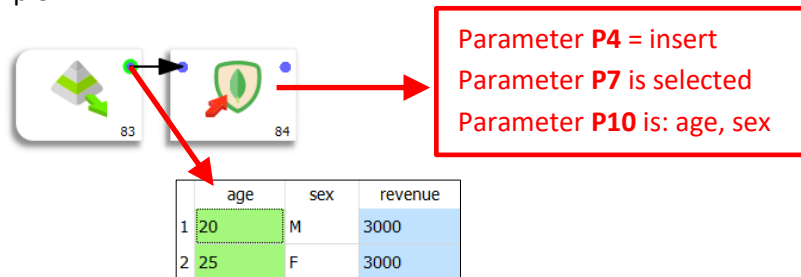 Parameter P4 = insert
Parameter P7 is selected
Parameter P10 is: age, sex
83
84
age sex revenue
1 20 M 3000
2 25 F 3000